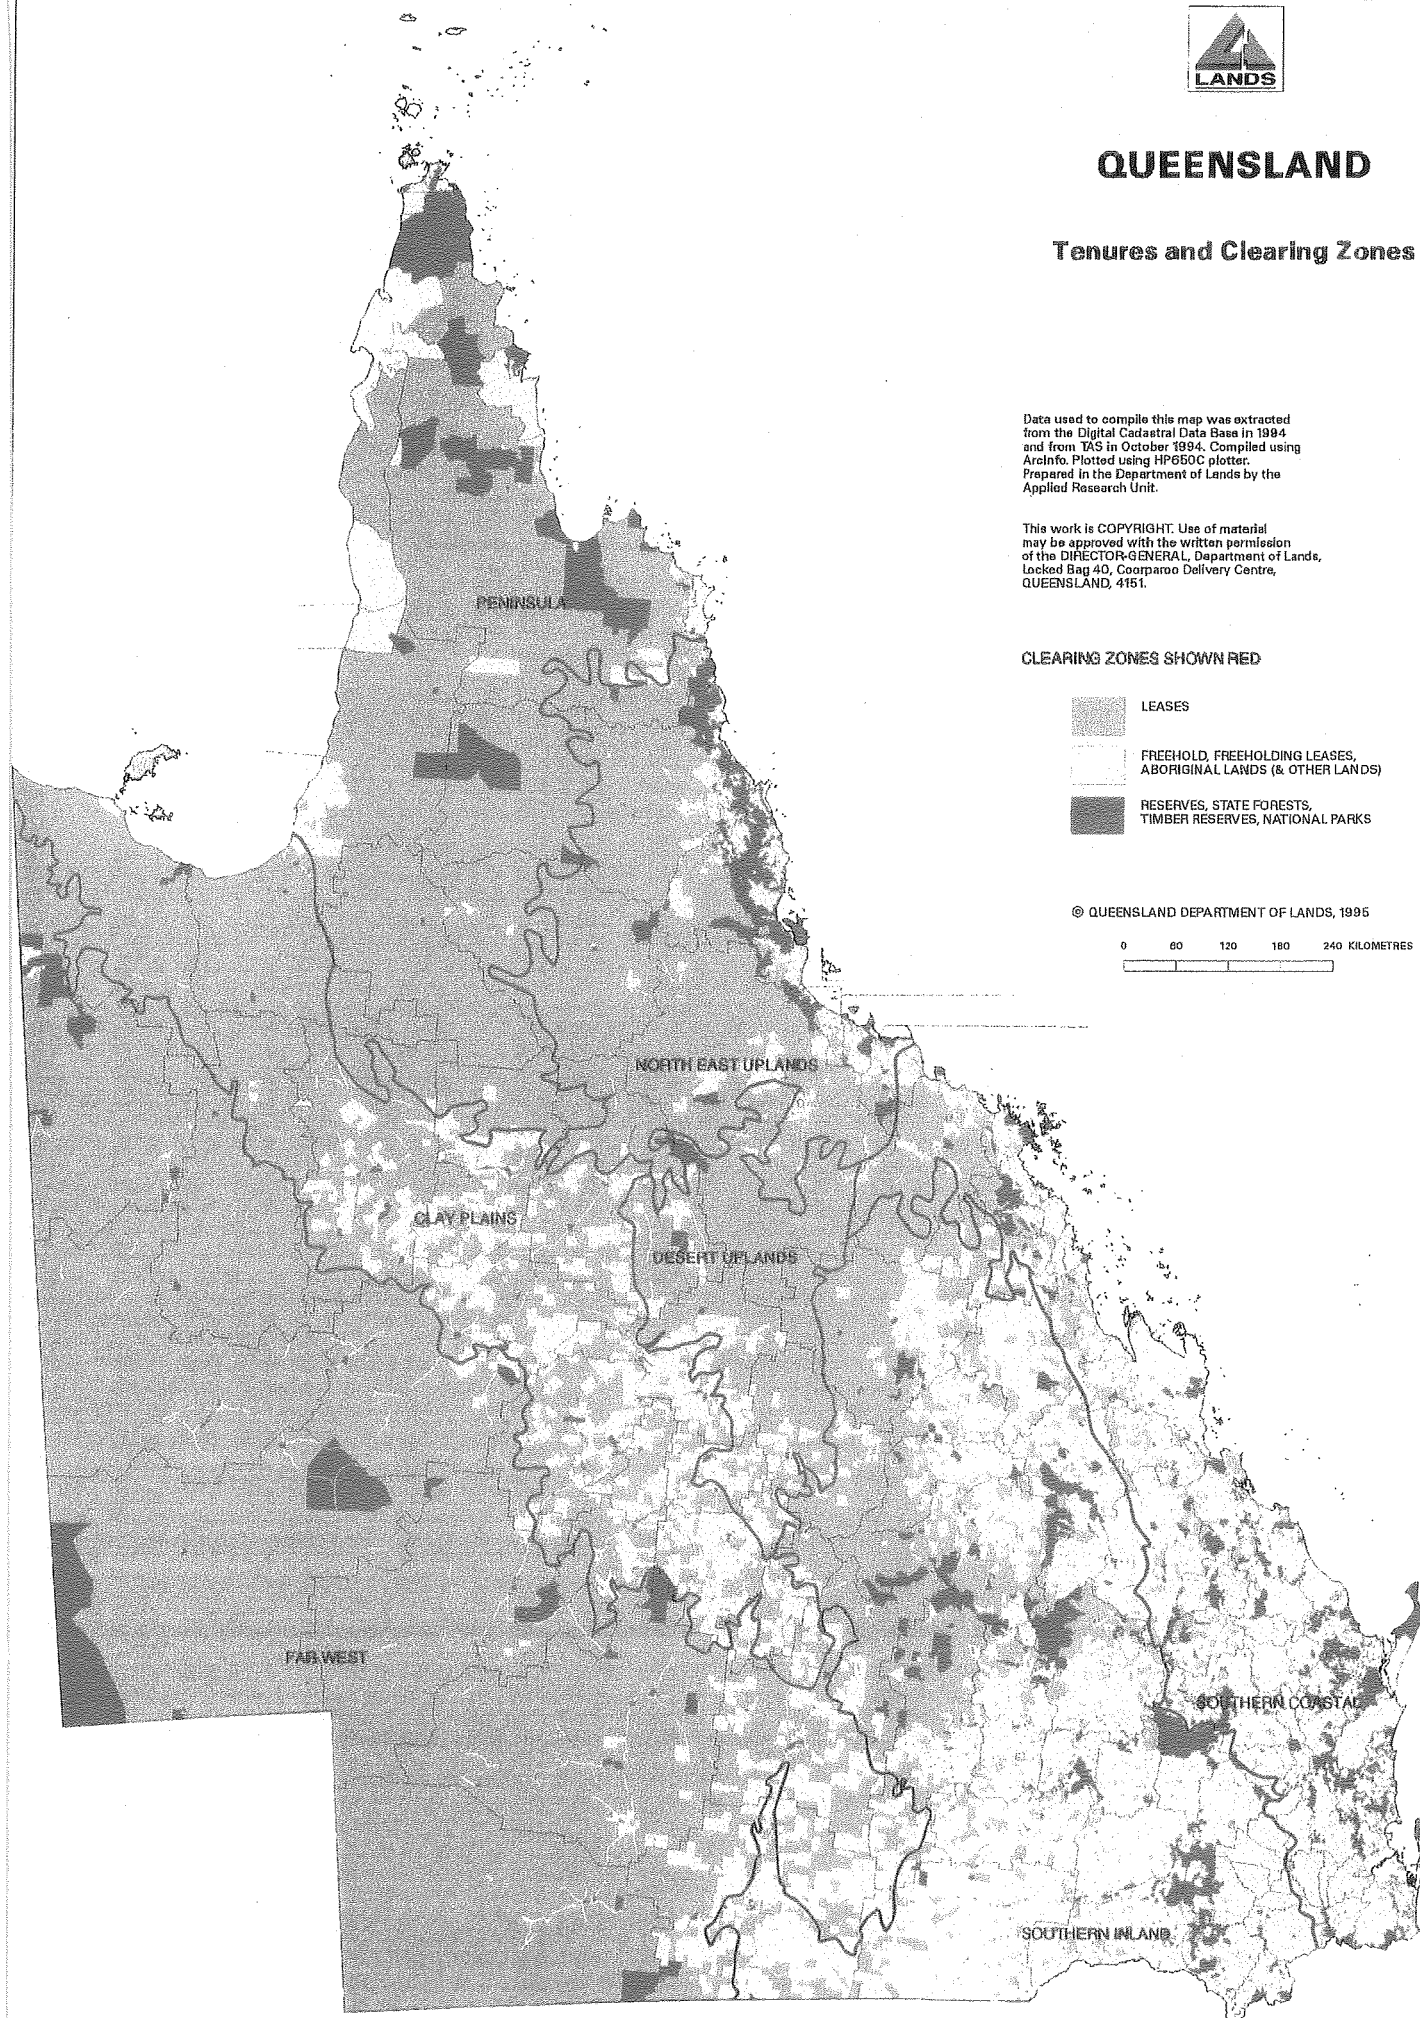 LANDS
QUEENSLAND
Tenures and Clearing Zones
Data used to compile this map was extracted
from the Digital Cadastral Data Base in 1994
and from TAS in October 1994. Compiled using
ArcInfo. Plotted using HP650C plotter.
Prepared in the Department of Lands by the
Applied Research Unit.
This work is COPYRIGHT. Use of material
may be approved with the written permission
of the DIRECTOR-GENERAL, Department of Lands,
Locked Bag 40, Coorparoo Delivery Centre,
QUEENSLAND, 4151.
CLEARING ZONES SHOWN RED
LEASES
FREEHOLD, FREEHOLDING LEASES,
ABORIGINAL LANDS (& OTHER LANDS)
RESERVES, STATE FORESTS,
TIMBER RESERVES, NATIONAL PARKS
© QUEENSLAND DEPARTMENT OF LANDS, 1995
0 60 120 180 240 KILOMETRES
PENINSULA
NORTH EAST UPLANDS
CLAY PLAINS
DESERT UPLANDS
FAR WEST
SOUTHERN COASTAL
SOUTHERN INLAND